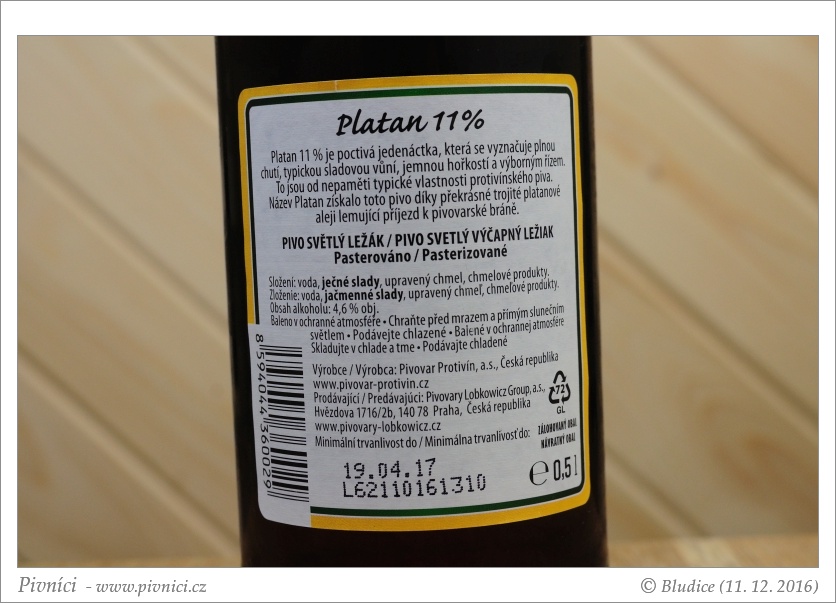 Platan 11%
Platan 11 % je poctivá jedenáctka, která se vyznačuje plnou
chutí, typickou sladovou vůní, jemnou hořkostí a výborným řízem.
To jsou od nepaměti typické vlastnosti protivínského piva.
Název Platan získalo toto pivo díky překrásné trojité platanové
aleji lemující příjezd k pivovarské bráně.
PIVO SVĚTLÝ LEŽÁK / PIVO SVETLÝ VÝČAPNÝ LEŽIAK
Pasterováno / Pasterizované
Složení: voda, ječné slady, upravený chmel, chmelové produkty.
Zloženie: voda, jačmenné slady, upravený chmeľ, chmeľové produkty.
Obsah alkoholu: 4,6 % obj.
Baleno v ochranné atmosféře • Chraňte před mrazem a přímým slunečním
světlem • Podávejte chlazené • Balené v ochrannej atmosfére
Skladujte v chlade a tme • Podávajte chladené
Výrobce / Výrobca: Pivovar Protivín, a.s., Česká republika
www.pivovar-protivin.cz
Prodávající / Predávajúci: Pivovary Lobkowicz Group, a.s.,
Hvězdova 1716/2b, 140 78 Praha, Česká republika
www.pivovary-lobkowicz.cz
Minimální trvanlivost do / Minimálna trvanlivosť do:
72
GL
ZÁLOHOVANÝ OBAL
NÁVRATNÝ OBAL
19.04.17
L62110161310
℮ 0,5 l
8594044360029
Pivníci - www.pivnici.cz
© Bludice (11. 12. 2016)